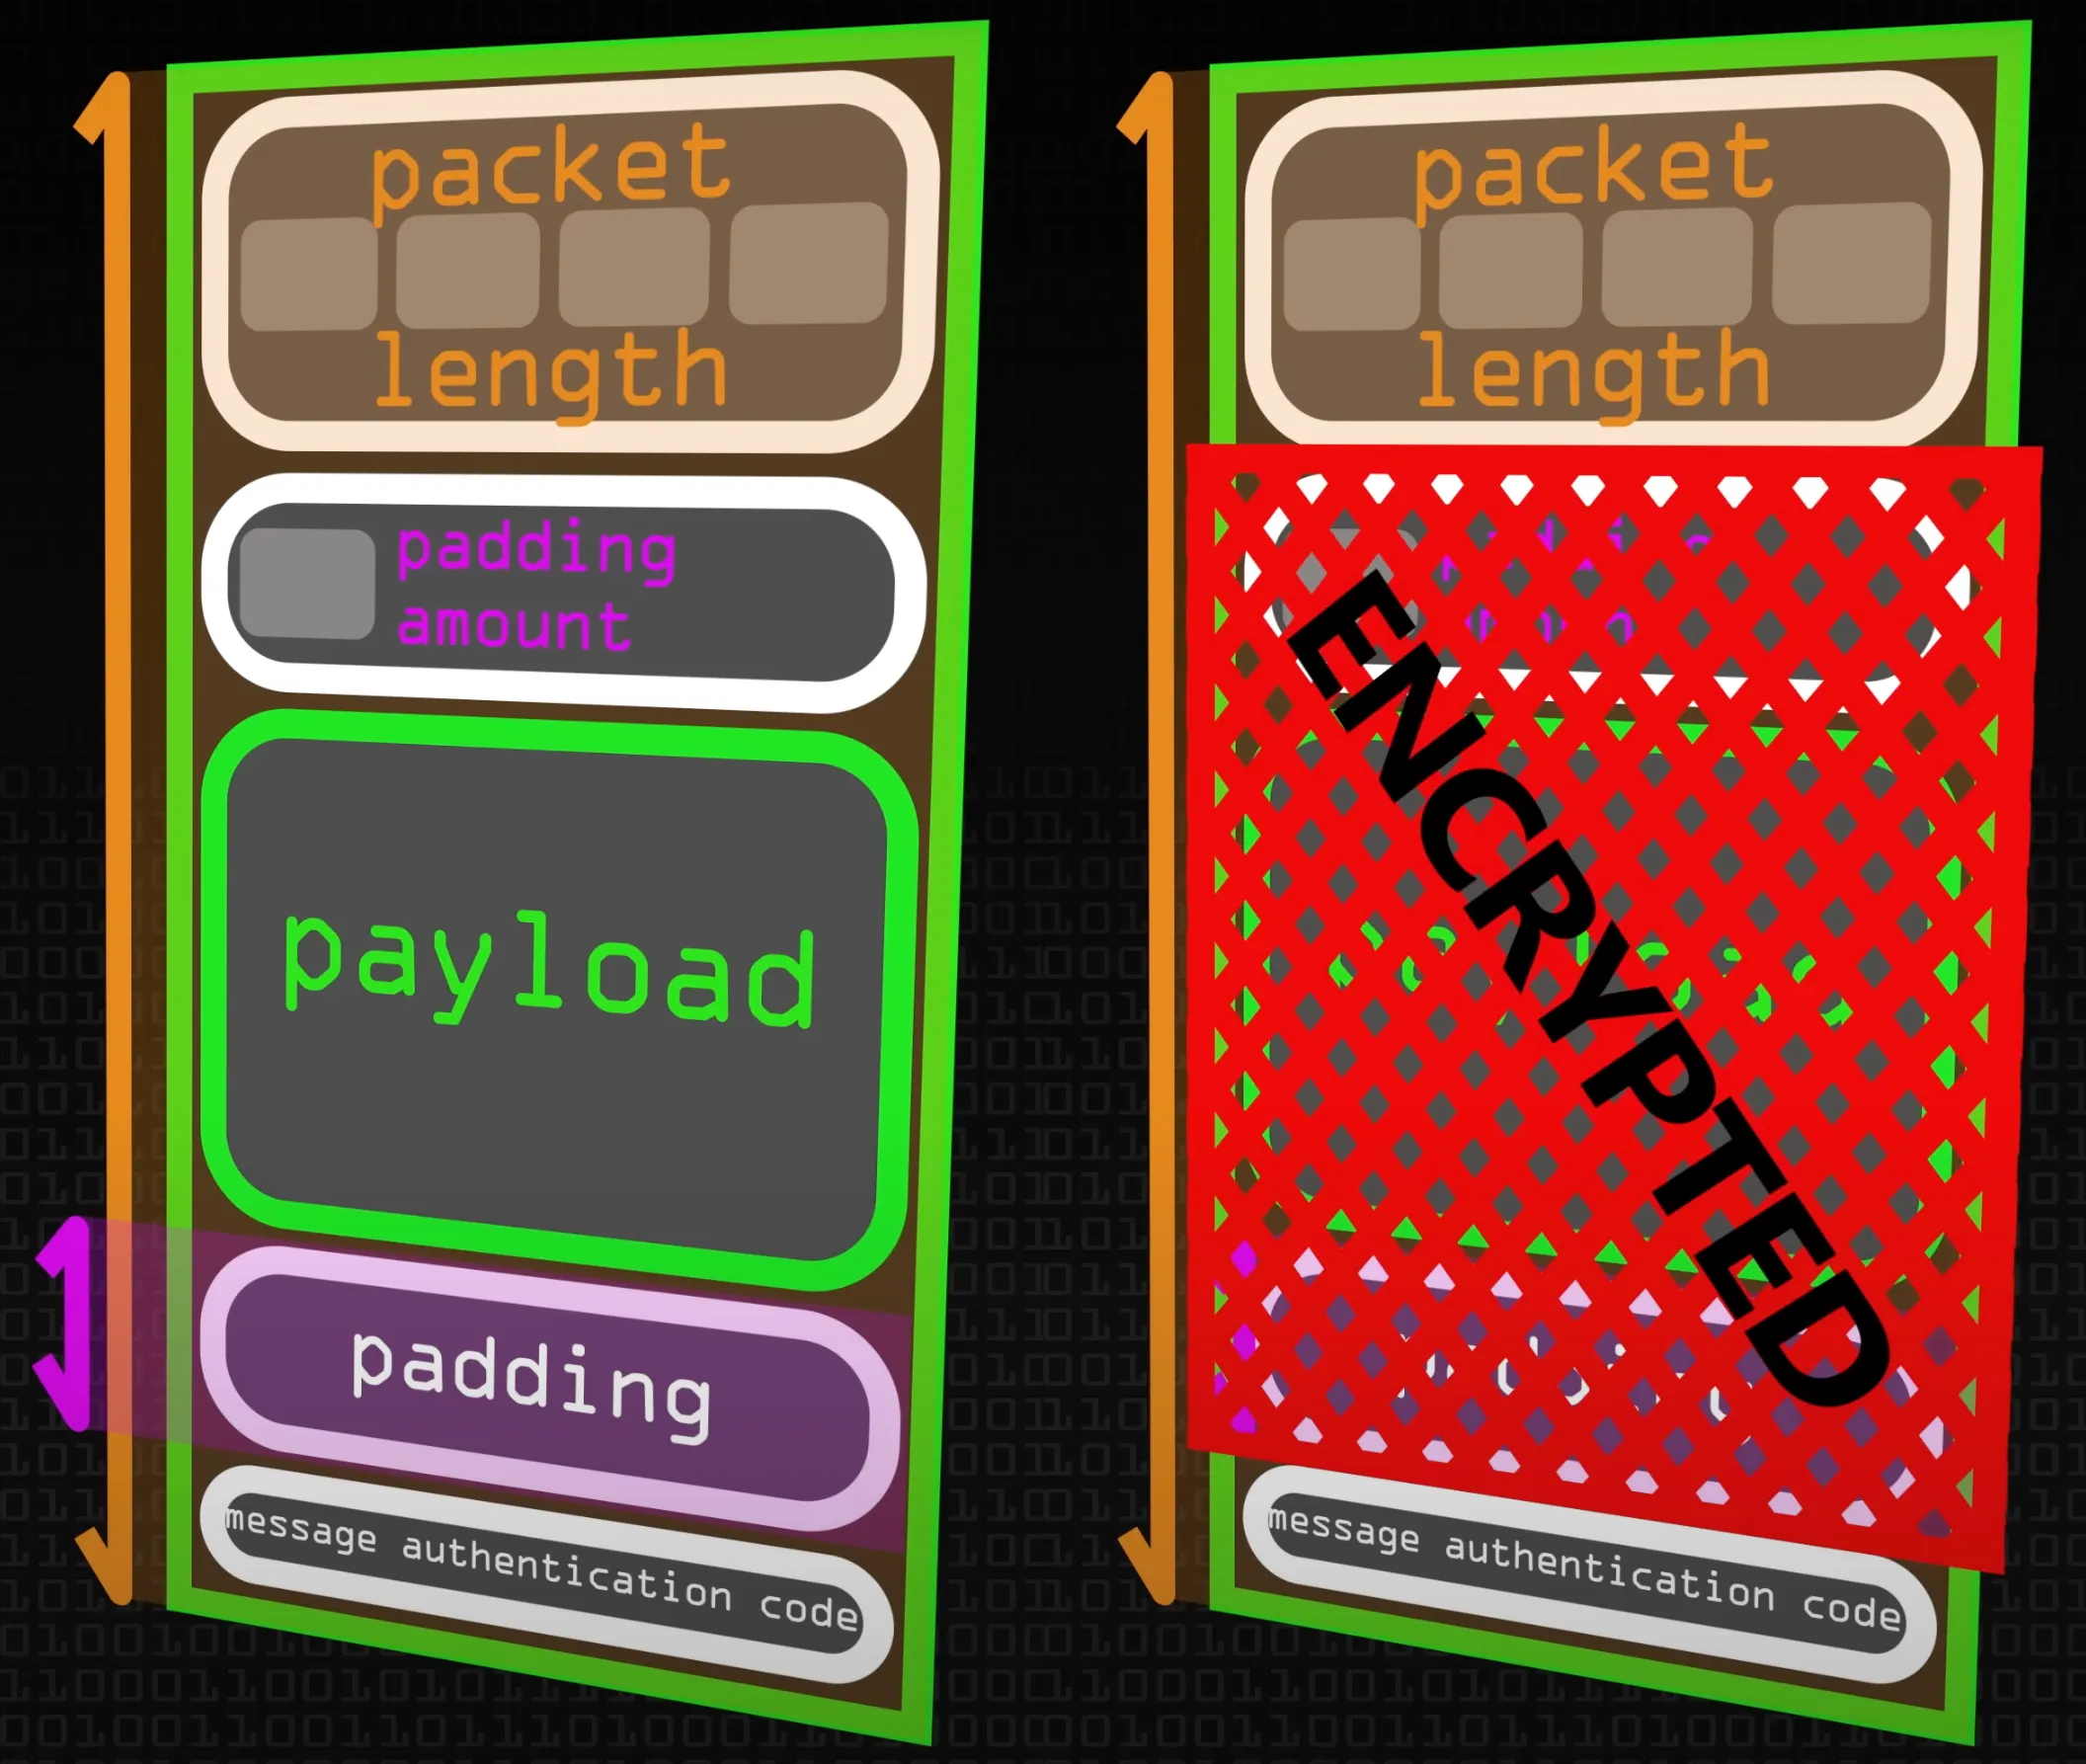 packet
length
padding
amount
payload
padding
message authentication code
packet
length
ENCRYPTED
message authentication code